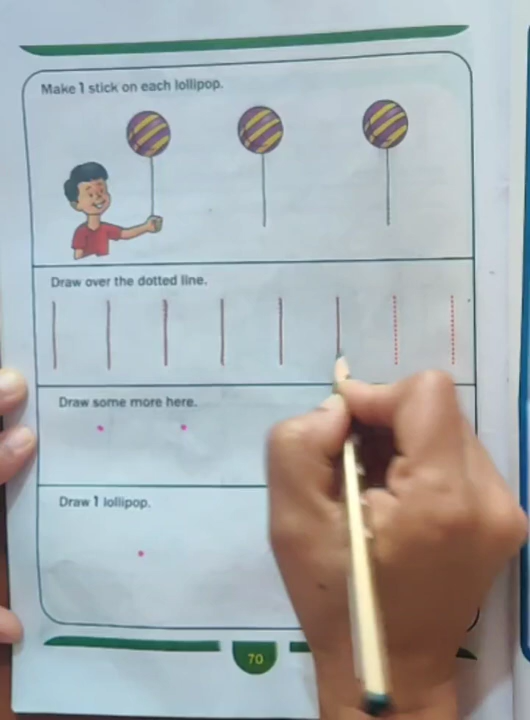 Make 1 stick on each lollipop.
Draw over the dotted line.
Draw some more here.
Draw 1 lollipop.
70